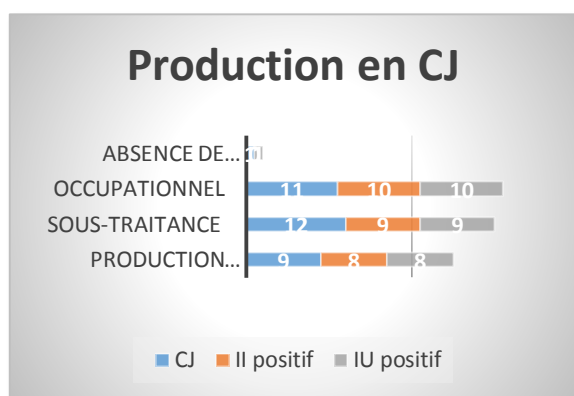 Production en CJ
ABSENCE DE...
OCCUPATIONNEL 11 10 10
SOUS-TRAITANCE 12 9 9
PRODUCTION... 9 8 8
CJ II positif IU positif